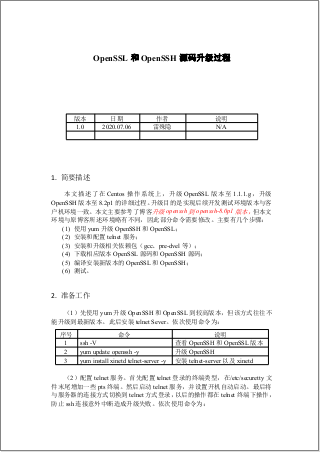 OpenSSL 和 OpenSSH 源码升级过程
版本 日期 作者 说明
1.0 2020.07.06 N/A
1. 简要描述
本文描述了在 Centos 操作系统上，升级 OpenSSL 版本至 1.1.1.g，升级
OpenSSH 版本至 8.2p1 的详细过程。升级目的是实现后续开发测试环境版本与客
户机环境一致。本文主要参考了博客升级 openssh 到 openssh-8.0p1 版本，但本文
环境与原博客所述环境略有不同，因此部分命令需要修改。主要有几个步骤：
(1) 使用 yum 升级 OpenSSH 和 OpenSSL；
(2) 安装和配置 telnet 服务；
(3) 安装和升级相关依赖包（gcc、pre-dvel 等）；
(4) 下载相应版本 OpenSSL 源码和 OpenSSH 源码；
(5) 编译安装新版本的 OpenSSL 和 OpenSSH；
(6) 测试。
2. 准备工作
（1）先使用 yum 升级 OpenSSH 和 OpenSSL 到较高版本，但该方式往往不
能升级到最新版本。此后安装 telnet Sever。依次使用命令为：
序号 命令 说明
1 ssh -V 查看 OpenSSH 和 OpenSSL 版本
2 yum update openssh -y 升级 OpenSSH
3 yum install xinetd telnet-server -y 安装 telnet-server 以及 xinetd
（2）配置 telnet 服务。首先配置 telnet 登录的终端类型，在/etc/securetty 文
件末尾增加一些 pts 终端。然后启动 telnet 服务，并设置开机自动启动。最后将
与服务器的连接方式切换到 telnet 方式登录，以后的操作都在 telnet 终端下操作，
防止 ssh 连接意外中断造成升级失败。依次使用命令为：